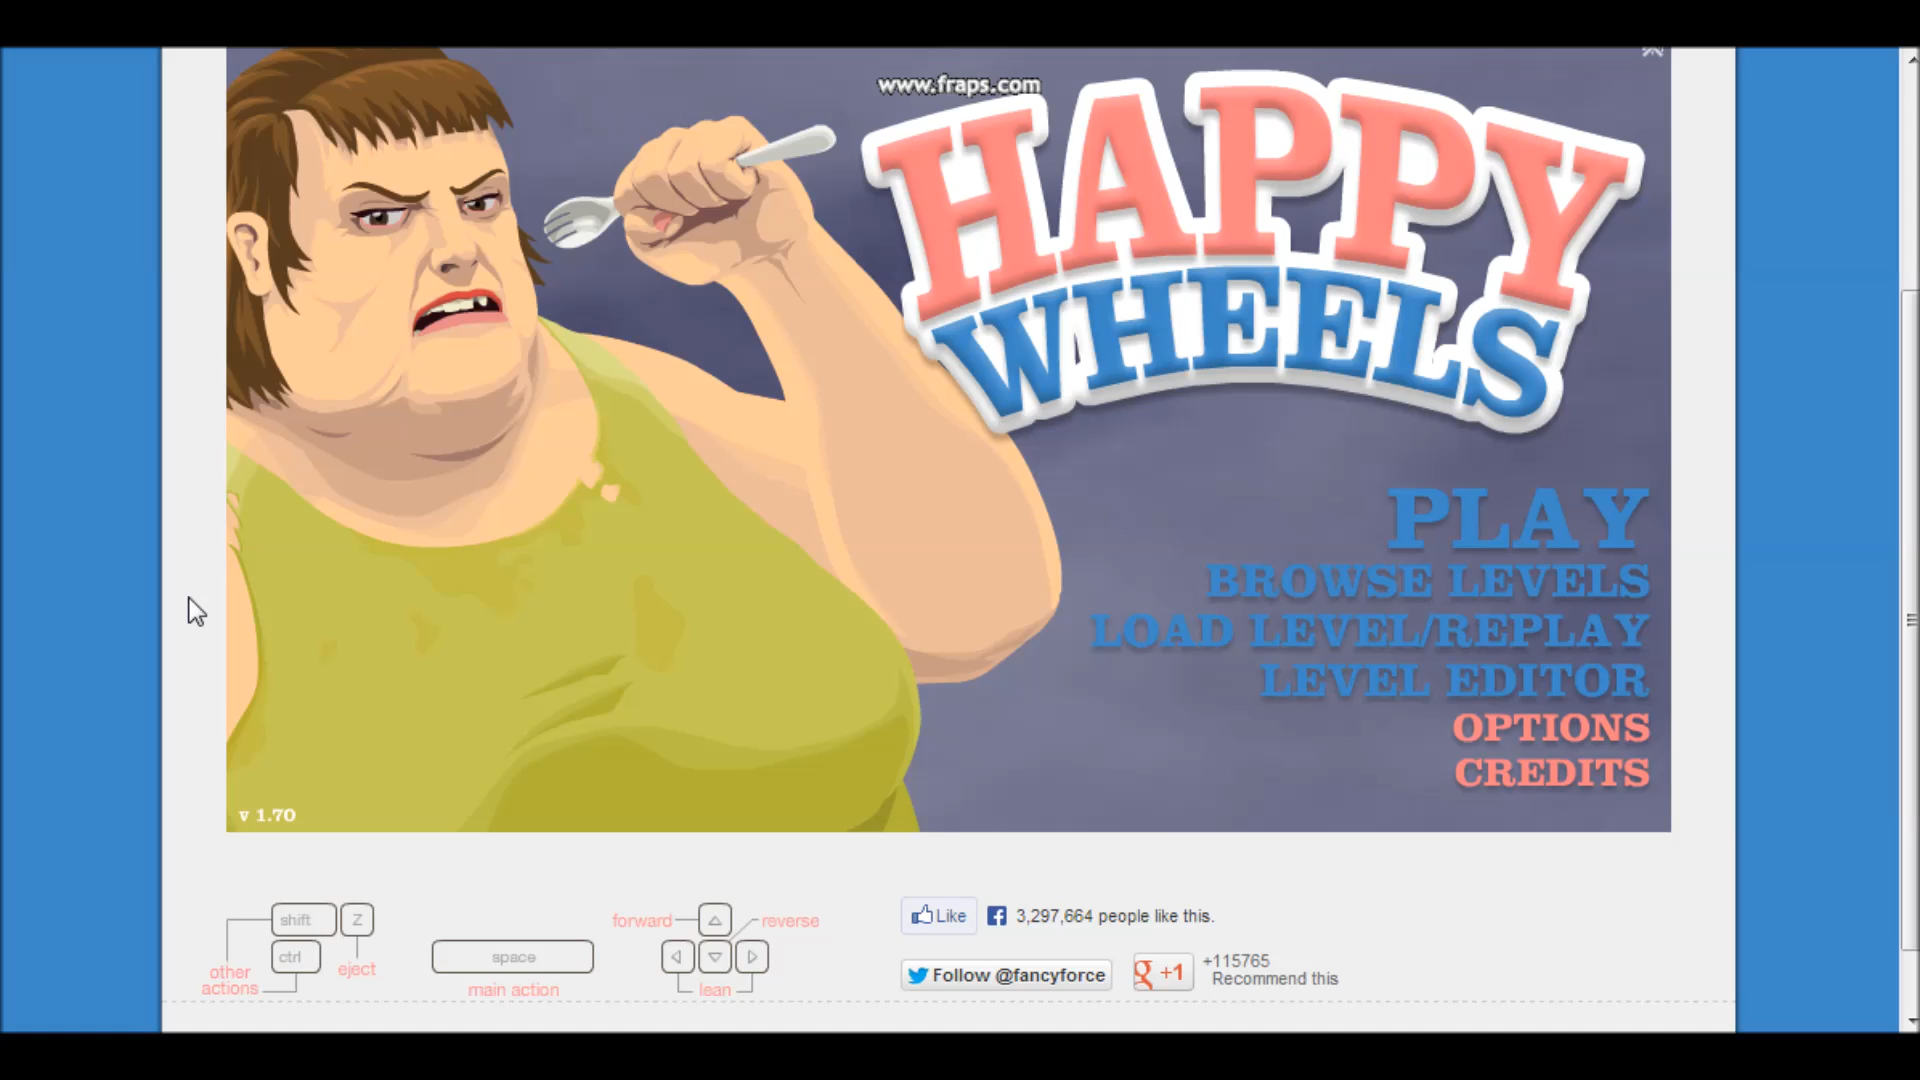 www.fraps.com
HAPPY
WHEELS
PLAY
BROWSE LEVELS
LOAD LEVEL/REPLAY
LEVEL EDITOR
OPTIONS
CREDITS
v 1.70
shift
Z
forward
reverse
ctrl
eject
space
other
actions
main action
lean
Like
3,297,664 people like this.
Follow @fancyforce
g +1
+115765
Recommend this